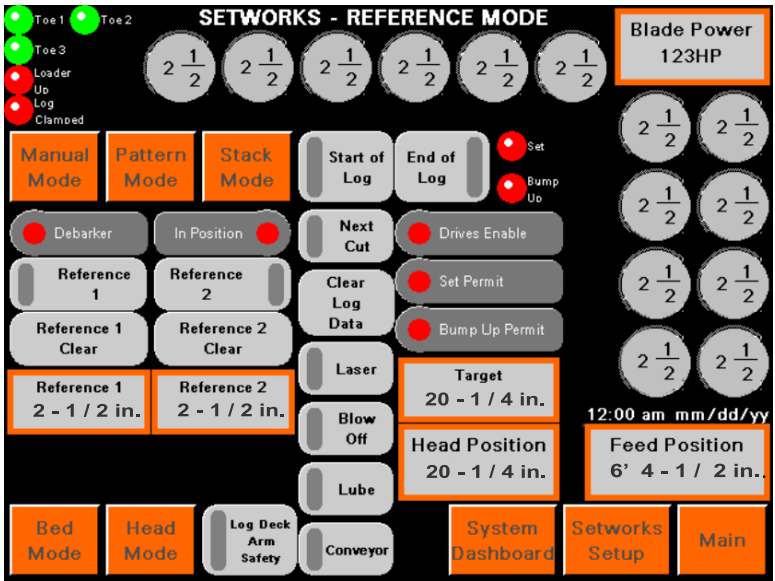 SETWORKS - REFERENCE MODE
Toe 1
Toe 2
Toe 3
Loader
Up
Log
Clamped
2 1/2
2 1/2
2 1/2
2 1/2
2 1/2
2 1/2
Blade Power
123HP
2 1/2
2 1/2
2 1/2
2 1/2
2 1/2
2 1/2
2 1/2
2 1/2
Manual
Mode
Pattern
Mode
Stack
Mode
Start of
Log
End of
Log
Set
Bump
Up
Debarker
In Position
Next
Cut
Drives Enable
Reference
1
Reference
2
Clear
Log
Data
Set Permit
Reference 1
Clear
Reference 2
Clear
Bump Up Permit
Laser
Reference 1
2 - 1 / 2 in.
Reference 2
2 - 1 / 2 in.
Target
20 - 1 / 4 in.
Blow
Off
12:00 am mm/dd/yy
Head Position
20 - 1 / 4 in.
Feed Position
6' 4 - 1 / 2 in..
Lube
Bed
Mode
Head
Mode
Log Deck
Arm
Safety
Conveyor
System
Dashboard
Setworks
Setup
Main